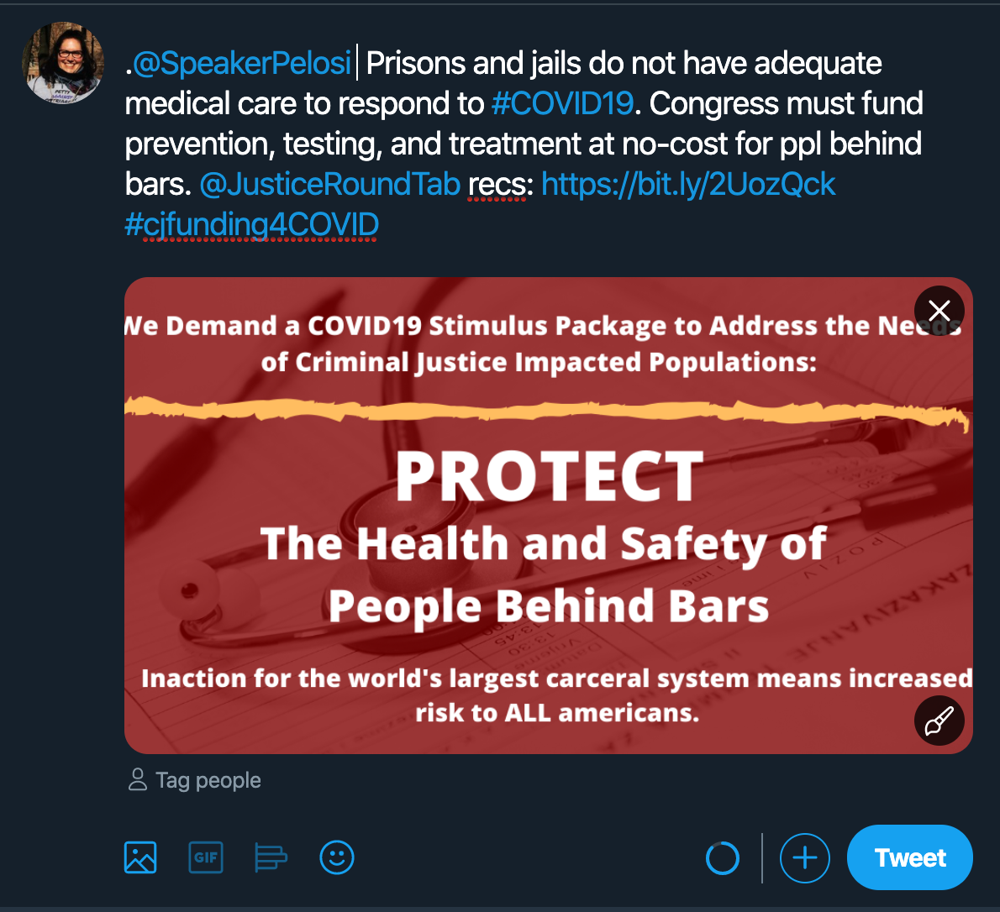 .@SpeakerPelosi Prisons and jails do not have adequate
medical care to respond to #COVID19. Congress must fund
prevention, testing, and treatment at no-cost for ppl behind
bars. @JusticeRoundTab recs: https://bit.ly/2UozQck
#cjfunding4COVID
We Demand a COVID19 Stimulus Package to Address the Needs
of Criminal Justice Impacted Populations:
PROTECT
The Health and Safety of
People Behind Bars
Inaction for the world's largest carceral system means increased
risk to ALL americans.
Tag people
GIF
Tweet